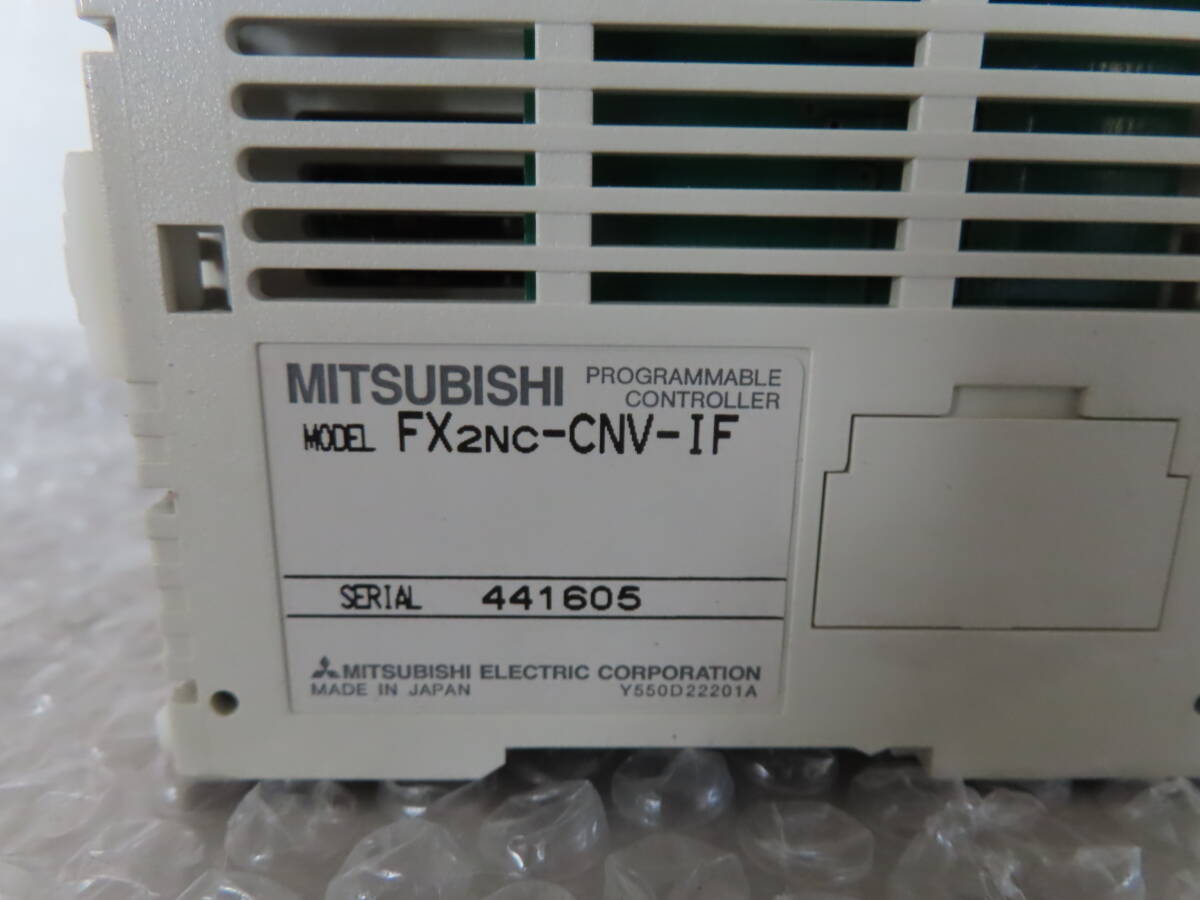 MITSUBISHI PROGRAMMABLE CONTROLLER
MODEL FX2NC-CNV-IF
SERIAL 441605
MITSUBISHI ELECTRIC CORPORATION
MADE IN JAPAN Y550D22201A